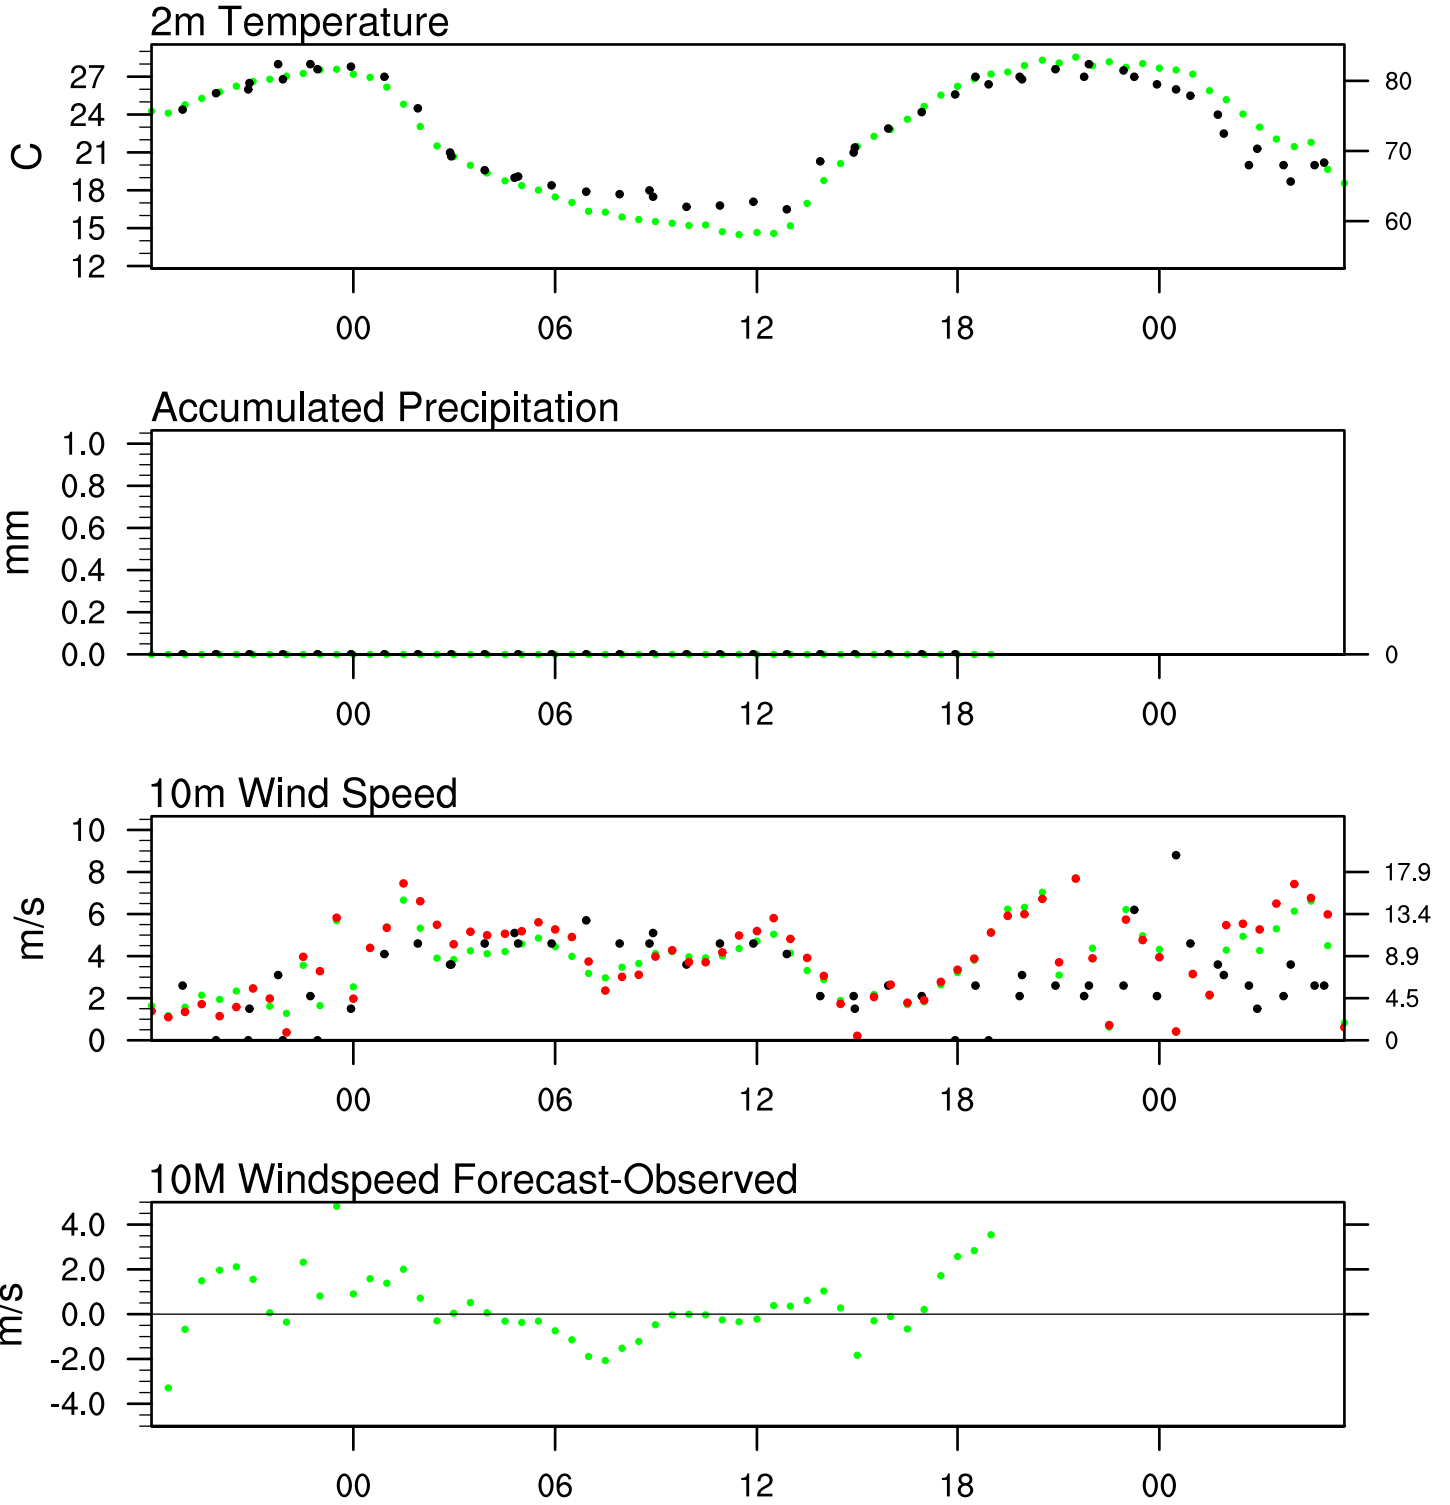 2m Temperature
27
24
21
18
15
12
C
80
70
60
00 06 12 18 00
Accumulated Precipitation
1.0
0.8
0.6
0.4
0.2
0.0
mm
0
00 06 12 18 00
10m Wind Speed
10
8
6
4
2
0
m/s
17.9
13.4
8.9
4.5
0
00 06 12 18 00
10M Windspeed Forecast-Observed
4.0
2.0
0.0
-2.0
-4.0
m/s
00 06 12 18 00